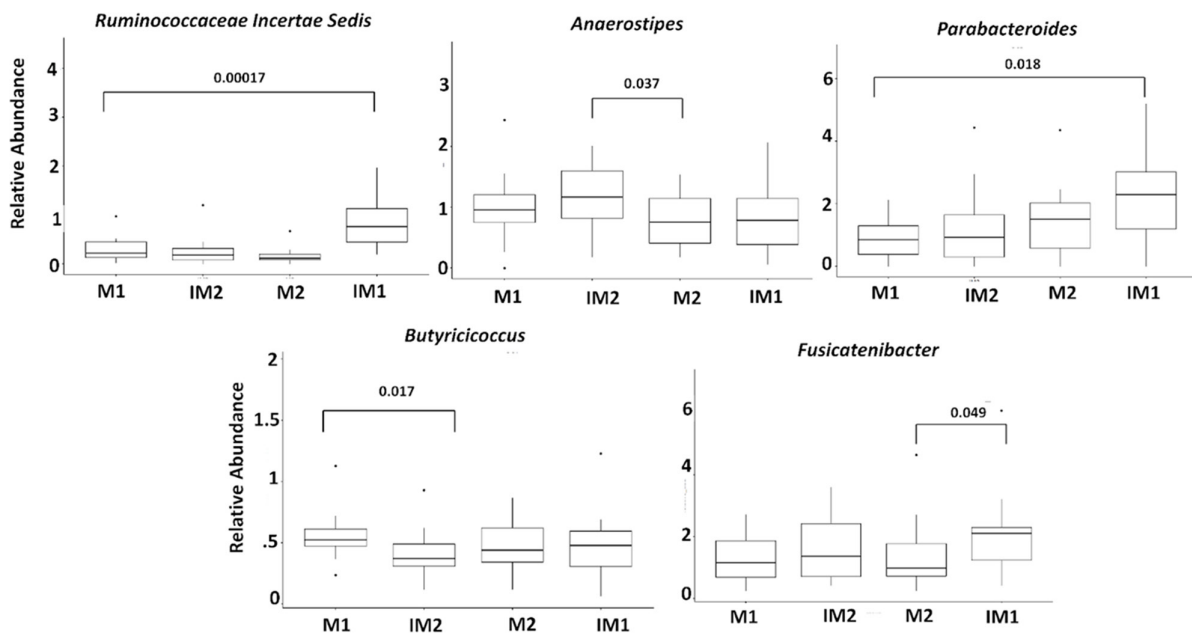 Ruminococcaceae Incertae Sedis
Relative Abundance
4
3
2
1
0
0.00017
M1 IM2 M2 IM1
Anaerostipes
3
2
1
0
0.037
M1 IM2 M2 IM1
Parabacteroides
6
4
2
0
0.018
M1 IM2 M2 IM1
Butyricicoccus
Relative Abundance
2
1.5
1
.5
0
0.017
M1 IM2 M2 IM1
Fusicatenibacter
6
4
2
0
0.049
M1 IM2 M2 IM1